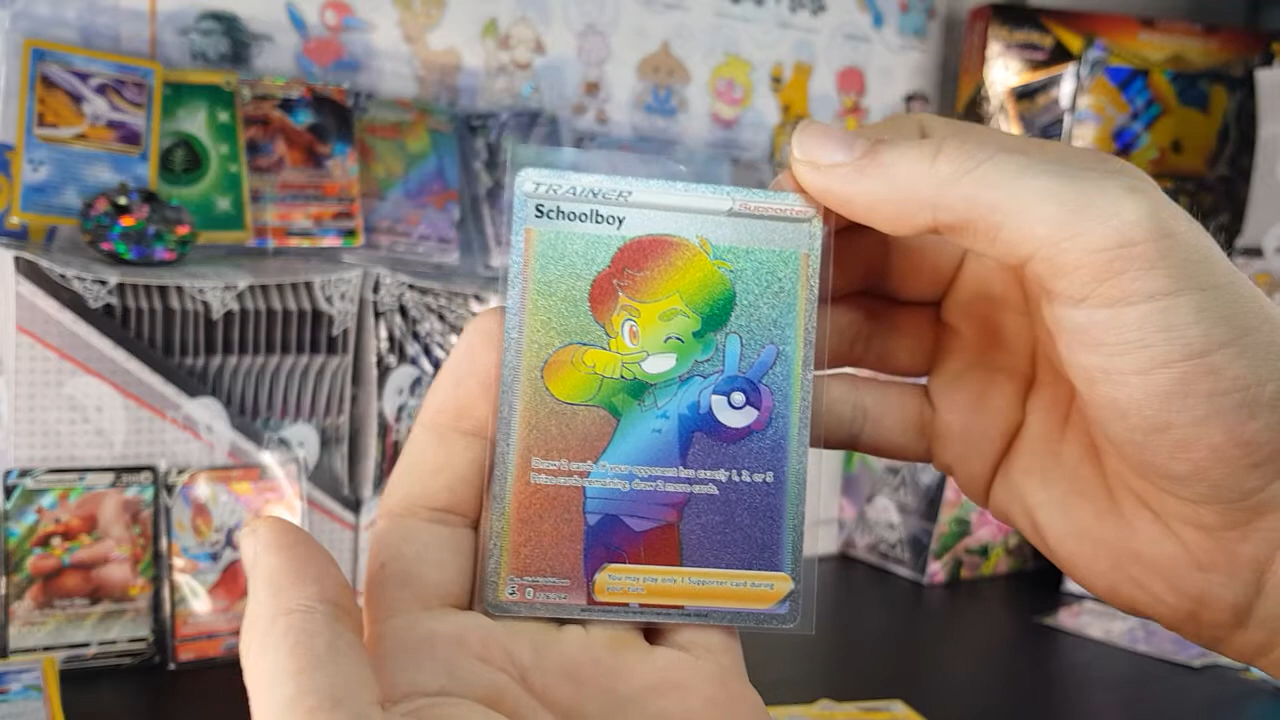 TRAINER
Supporter
Schoolboy
Draw 2 cards. If your opponent has exactly 1, 3, or 5
Prize cards remaining, draw 2 more cards.
You may play only 1 Supporter card during
your turn.